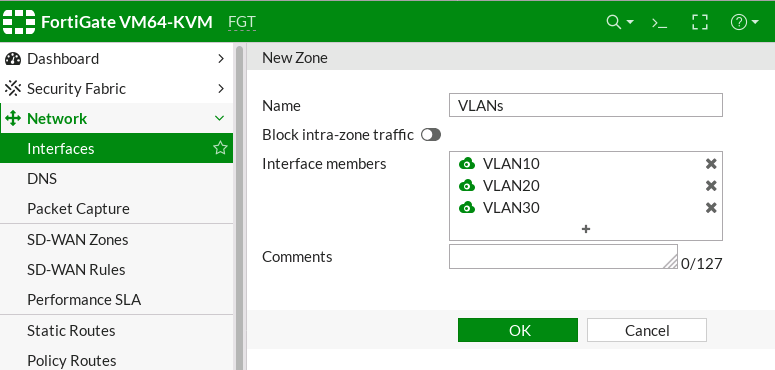 FortiGate VM64-KVM FGT
Dashboard
Security Fabric
Network
Interfaces
DNS
Packet Capture
SD-WAN Zones
SD-WAN Rules
Performance SLA
Static Routes
Policy Routes
New Zone
Name VLANs
Block intra-zone traffic
Interface members VLAN10
VLAN20
VLAN30
Comments 0/127
OK Cancel